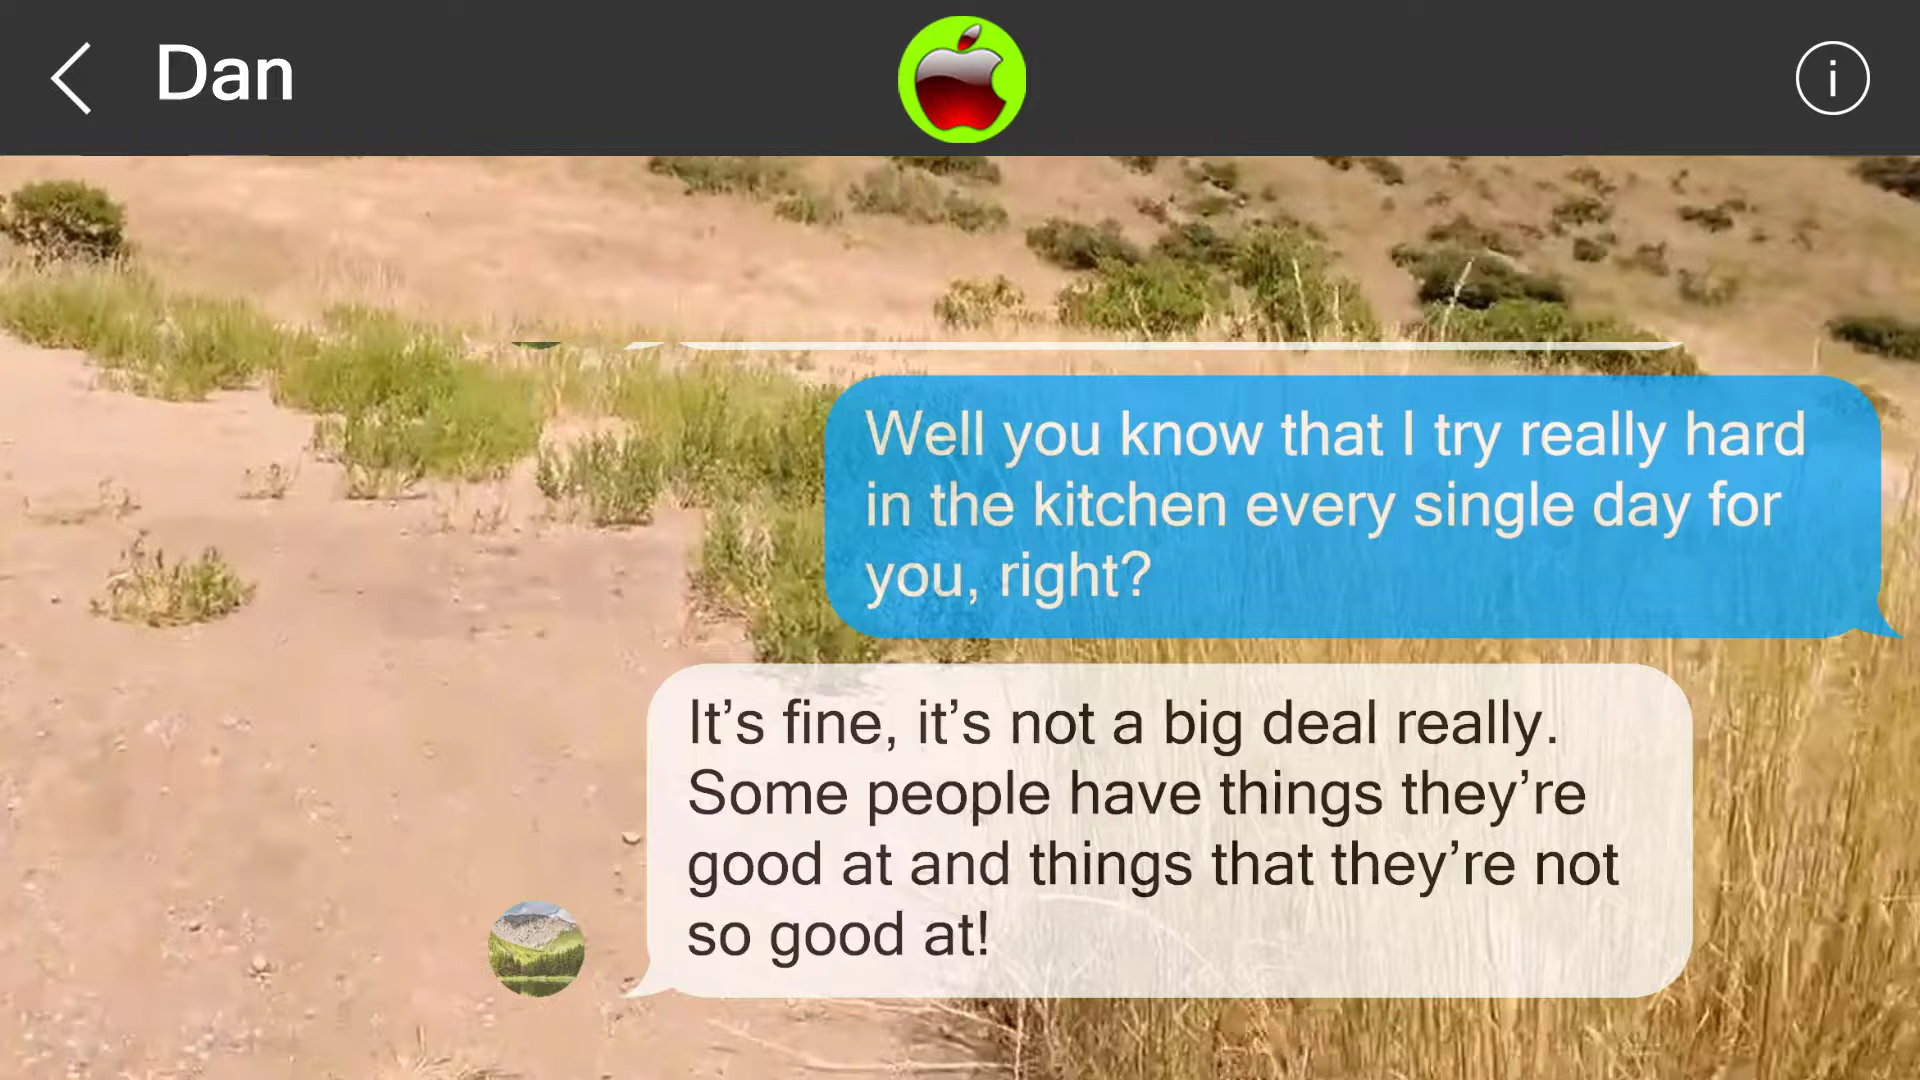 Dan
i
Well you know that I try really hard
in the kitchen every single day for
you, right?
It’s fine, it’s not a big deal really.
Some people have things they’re
good at and things that they’re not
so good at!